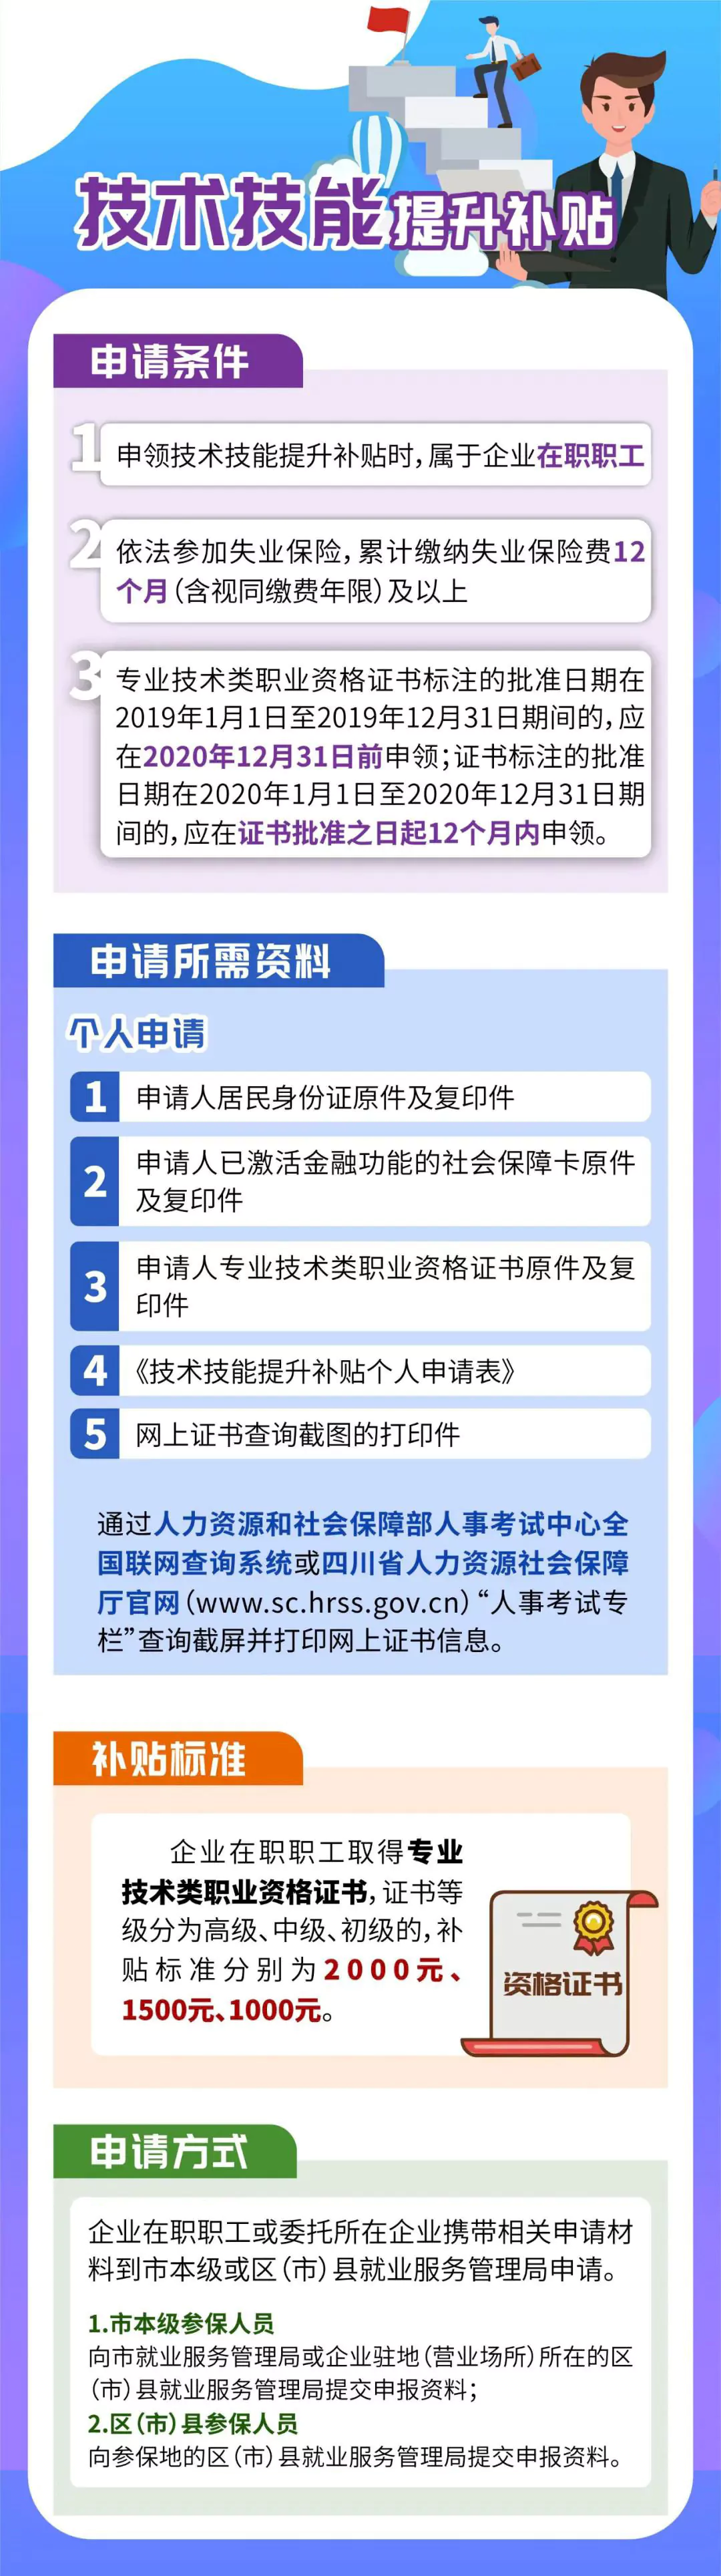 技术技能提升补贴
申请条件
1
申领技术技能提升补贴时,属于企业在职职工
2
依法参加失业保险,累计缴纳失业保险费12
个月(含视同缴费年限)及以上
3
专业技术类职业资格证书标注的批准日期在
2019年1月1日至2019年12月31日期间的,应
在2020年12月31日前申领;证书标注的批准
日期在2020年1月1日至2020年12月31日期
间的,应在证书批准之日起12个月内申领。
申请所需资料
个人申请
1 申请人居民身份证原件及复印件
2 申请人已激活金融功能的社会保障卡原件
及复印件
3 申请人专业技术类职业资格证书原件及复
印件
4 《技术技能提升补贴个人申请表》
5 网上证书查询截图的打印件
通过人力资源和社会保障部人事考试中心全
国联网查询系统或四川省人力资源社会保障
厅官网(www.sc.hrss.gov.cn)“人事考试专
栏”查询截屏并打印网上证书信息。
补贴标准
企业在职职工取得专业
技术类职业资格证书,证书等
级分为高级、中级、初级的,补
贴标准分别为2000元、
1500元、1000元。
资格证书
申请方式
企业在职职工或委托所在企业携带相关申请材
料到市本级或区(市)县就业服务管理局申请。
1.市本级参保人员
向市就业服务管理局或企业驻地(营业场所)所在的区
(市)县就业服务管理局提交申报资料;
2.区(市)县参保人员
向参保地的区(市)县就业服务管理局提交申报资料。